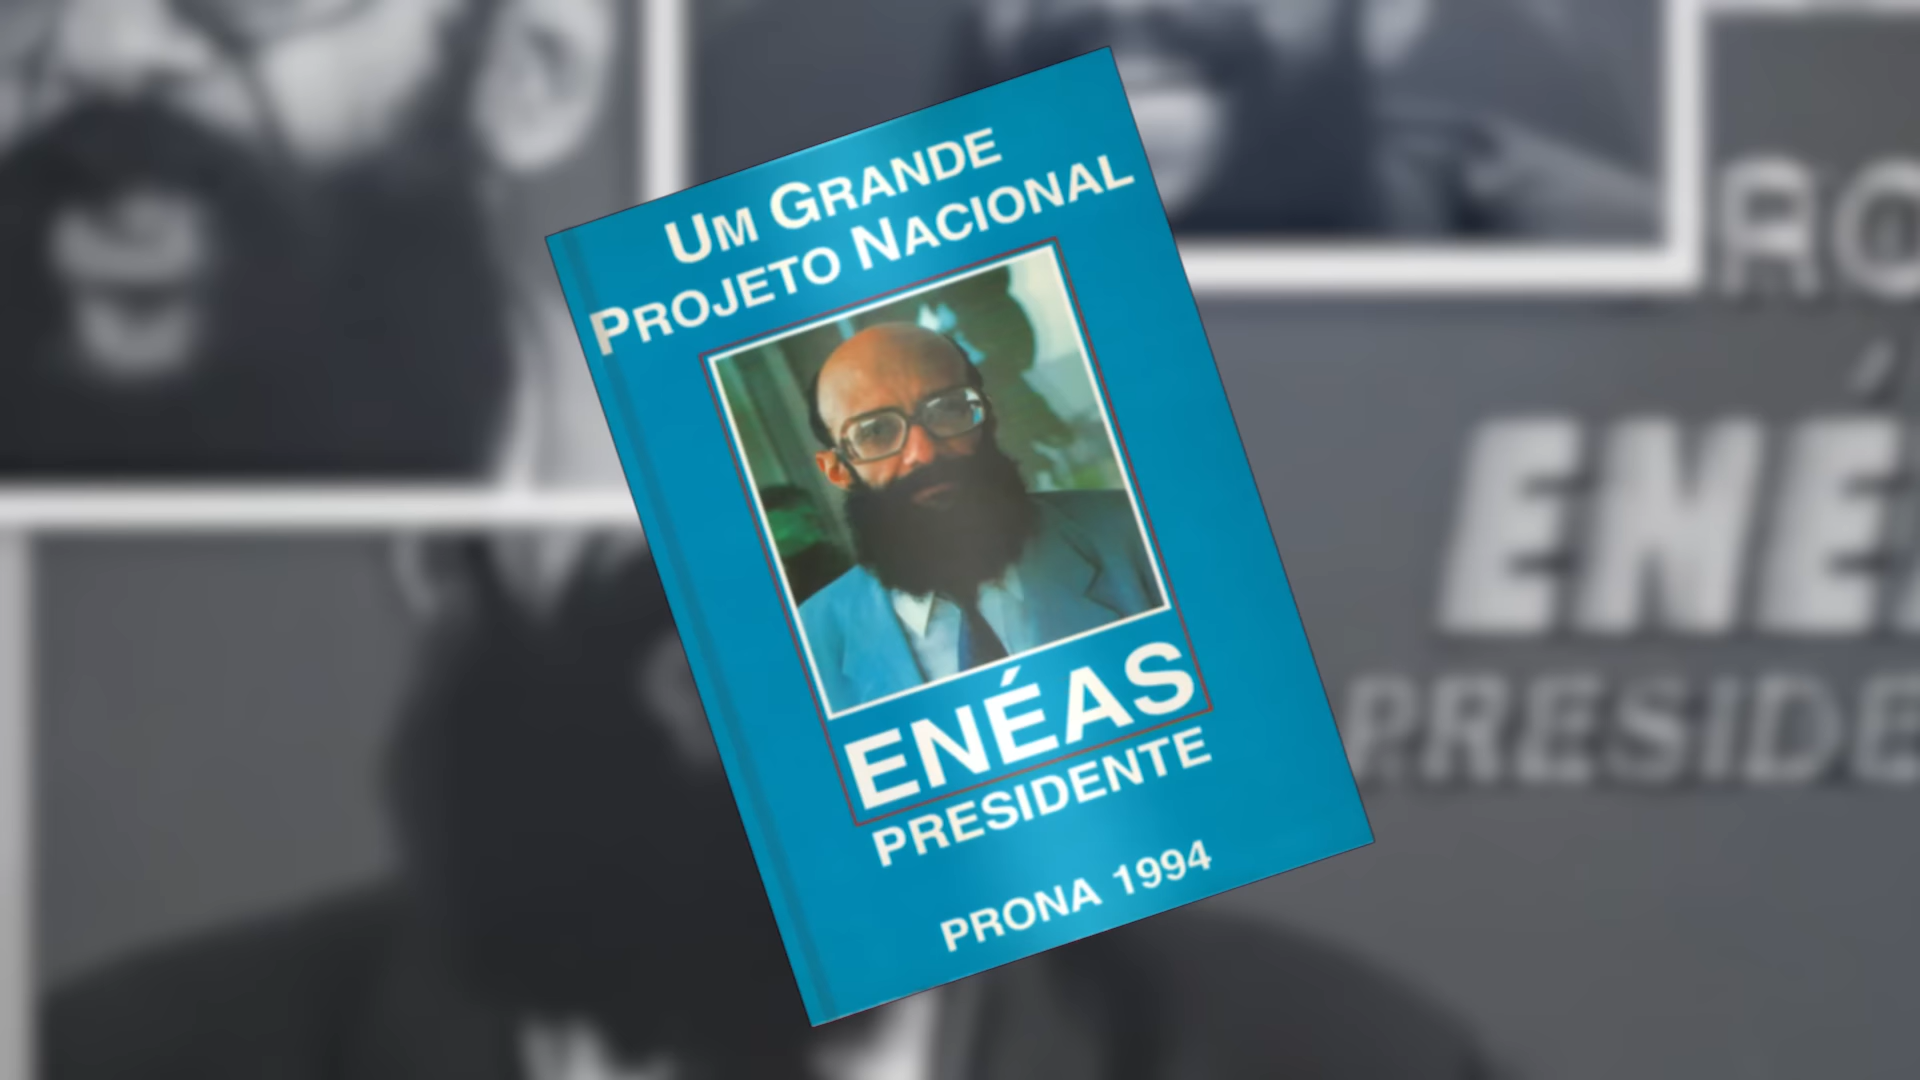 UM GRANDE
PROJETO NACIONAL
ENÉAS
PRESIDENTE
PRONA 1994